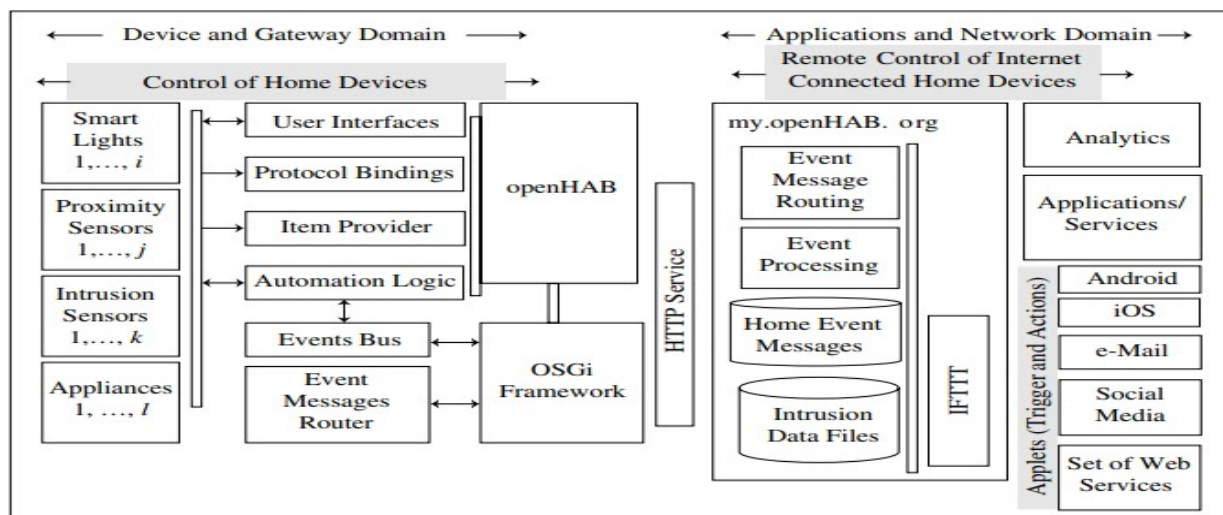 Device and Gateway Domain
Control of Home Devices
Smart
Lights
1,…, i
Proximity
Sensors
1,…, j
Intrusion
Sensors
1,…, k
Appliances
1, …, l
User Interfaces
Protocol Bindings
Item Provider
Automation Logic
Events Bus
Event
Messages
Router
openHAB
OSGi
Framework
HTTP Service
Applications and Network Domain
Remote Control of Internet
Connected Home Devices
my.openHAB. org
Event
Message
Routing
Event
Processing
Home Event
Messages
Intrusion
Data Files
IFTTT
Analytics
Applications/
Services
Applets (Trigger and Actions)
Android
iOS
e-Mail
Social
Media
Set of Web
Services